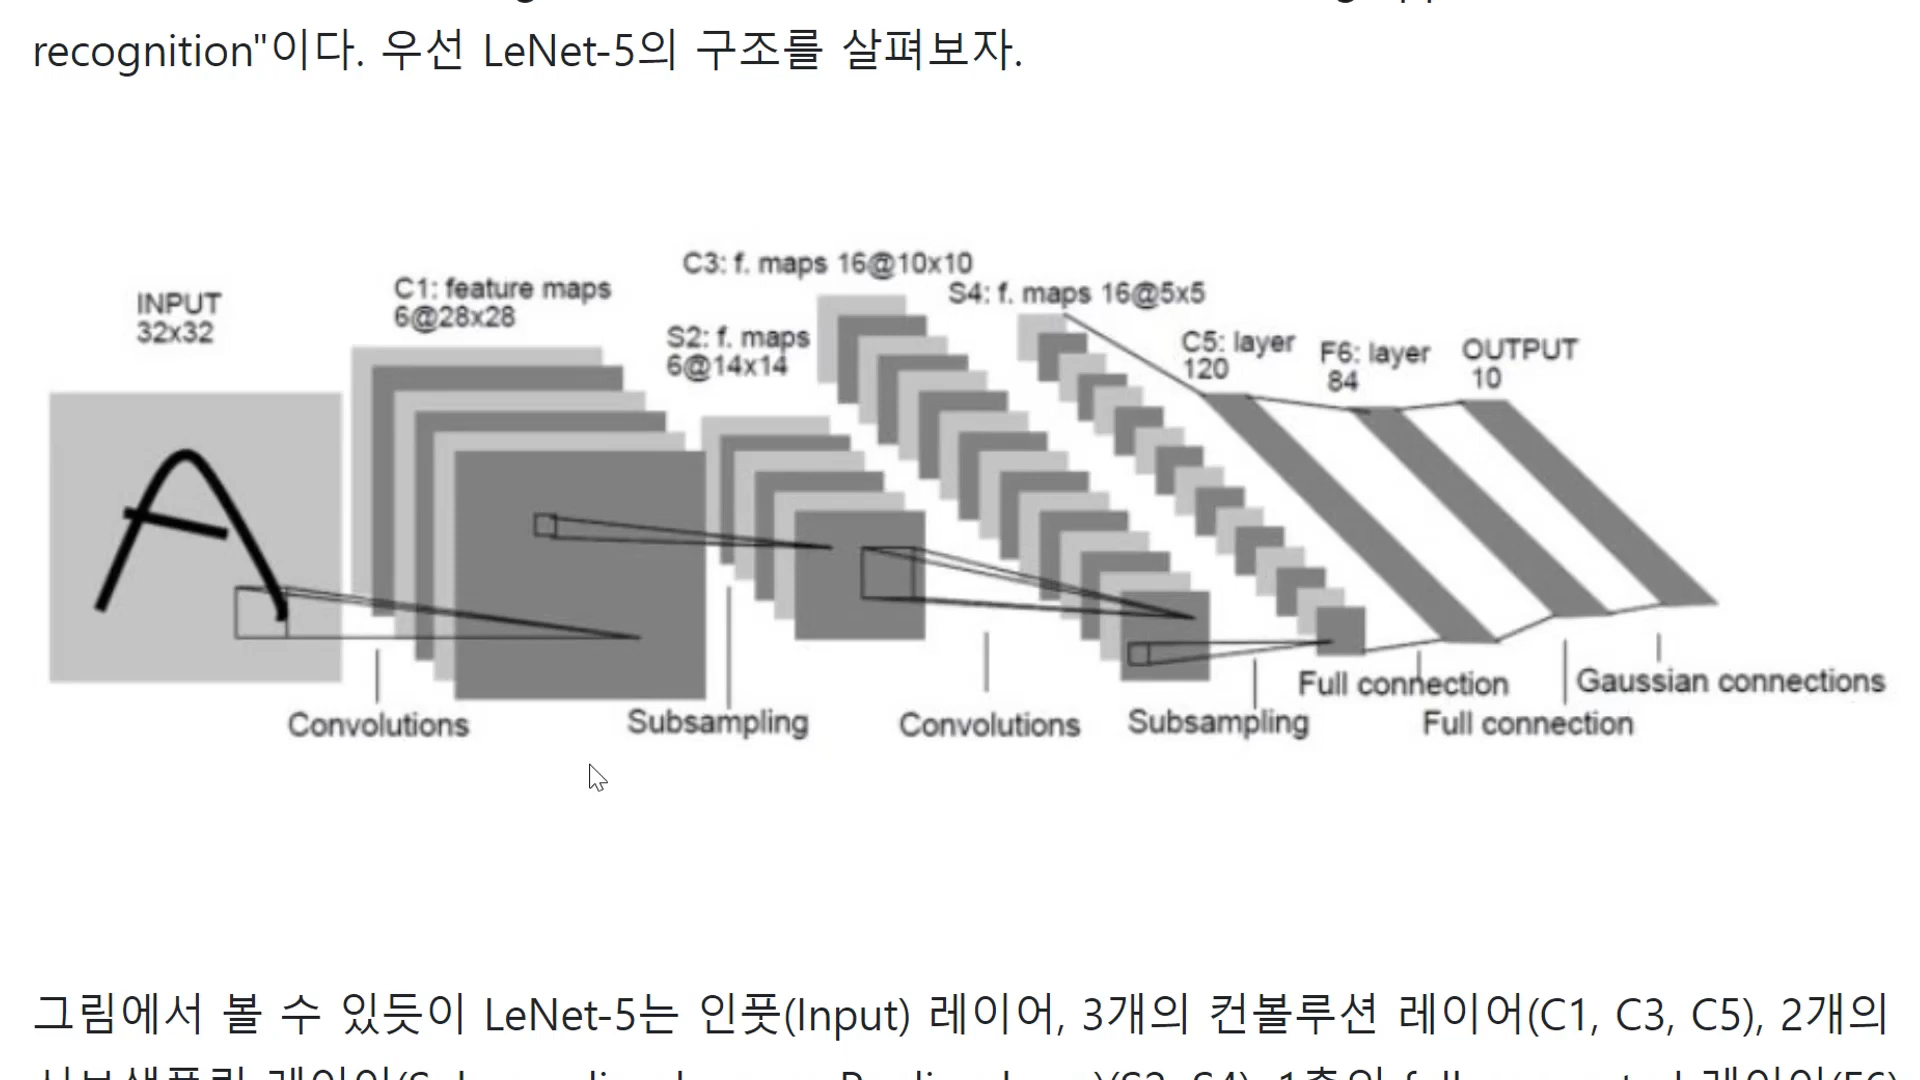 recognition"이다. 우선 LeNet-5의 구조를 살펴보자.
C3: f. maps 16@10x10
INPUT
32x32
C1: feature maps
6@28x28
S4: f. maps 16@5x5
S2: f. maps
6@14x14
C5: layer
120
F6: layer
84
OUTPUT
10
Convolutions
Subsampling
Convolutions
Subsampling
Full connection
Full connection
Gaussian connections
그림에서 볼 수 있듯이 LeNet-5는 인풋(Input) 레이어, 3개의 컨볼루션 레이어(C1, C3, C5), 2개의